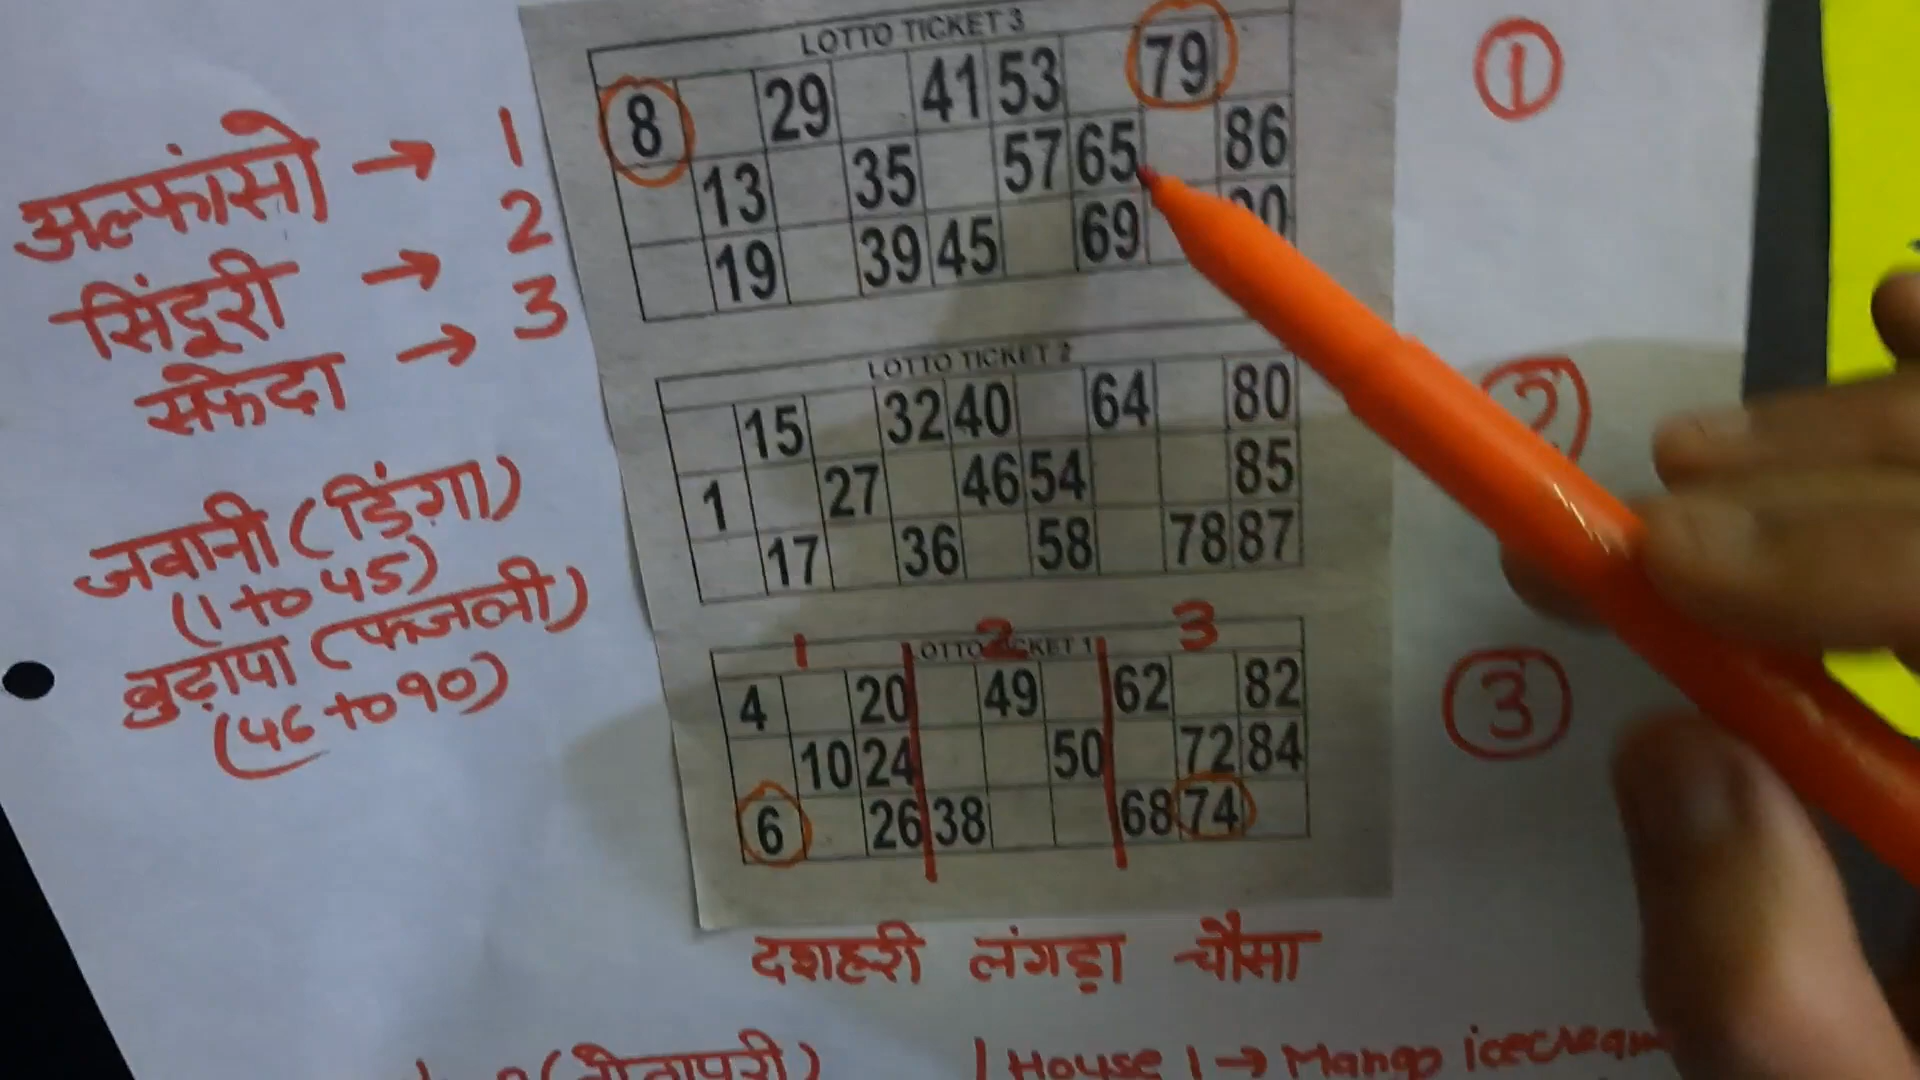 LOTTO TICKET 3
8 29 41 53 79
13 35 57 65 86
19 39 45 69
1
अल्फांसो → 1
सिंदूरी → 2
सफेदा → 3
LOTTO TICKET 2
15 32 40 64 80
1 27 46 54 85
17 36 58 78 87
2
जवानी (डिंगा)
(1 to 45)
बुढ़ापा (फजली)
(46 to 90)
1 2 3
LOTTO TICKET 1
4 20 49 62 82
10 24 50 72 84
6 26 38 68 74
3
दशहरी लंगड़ा चौसा
House 1 → Mango icecream